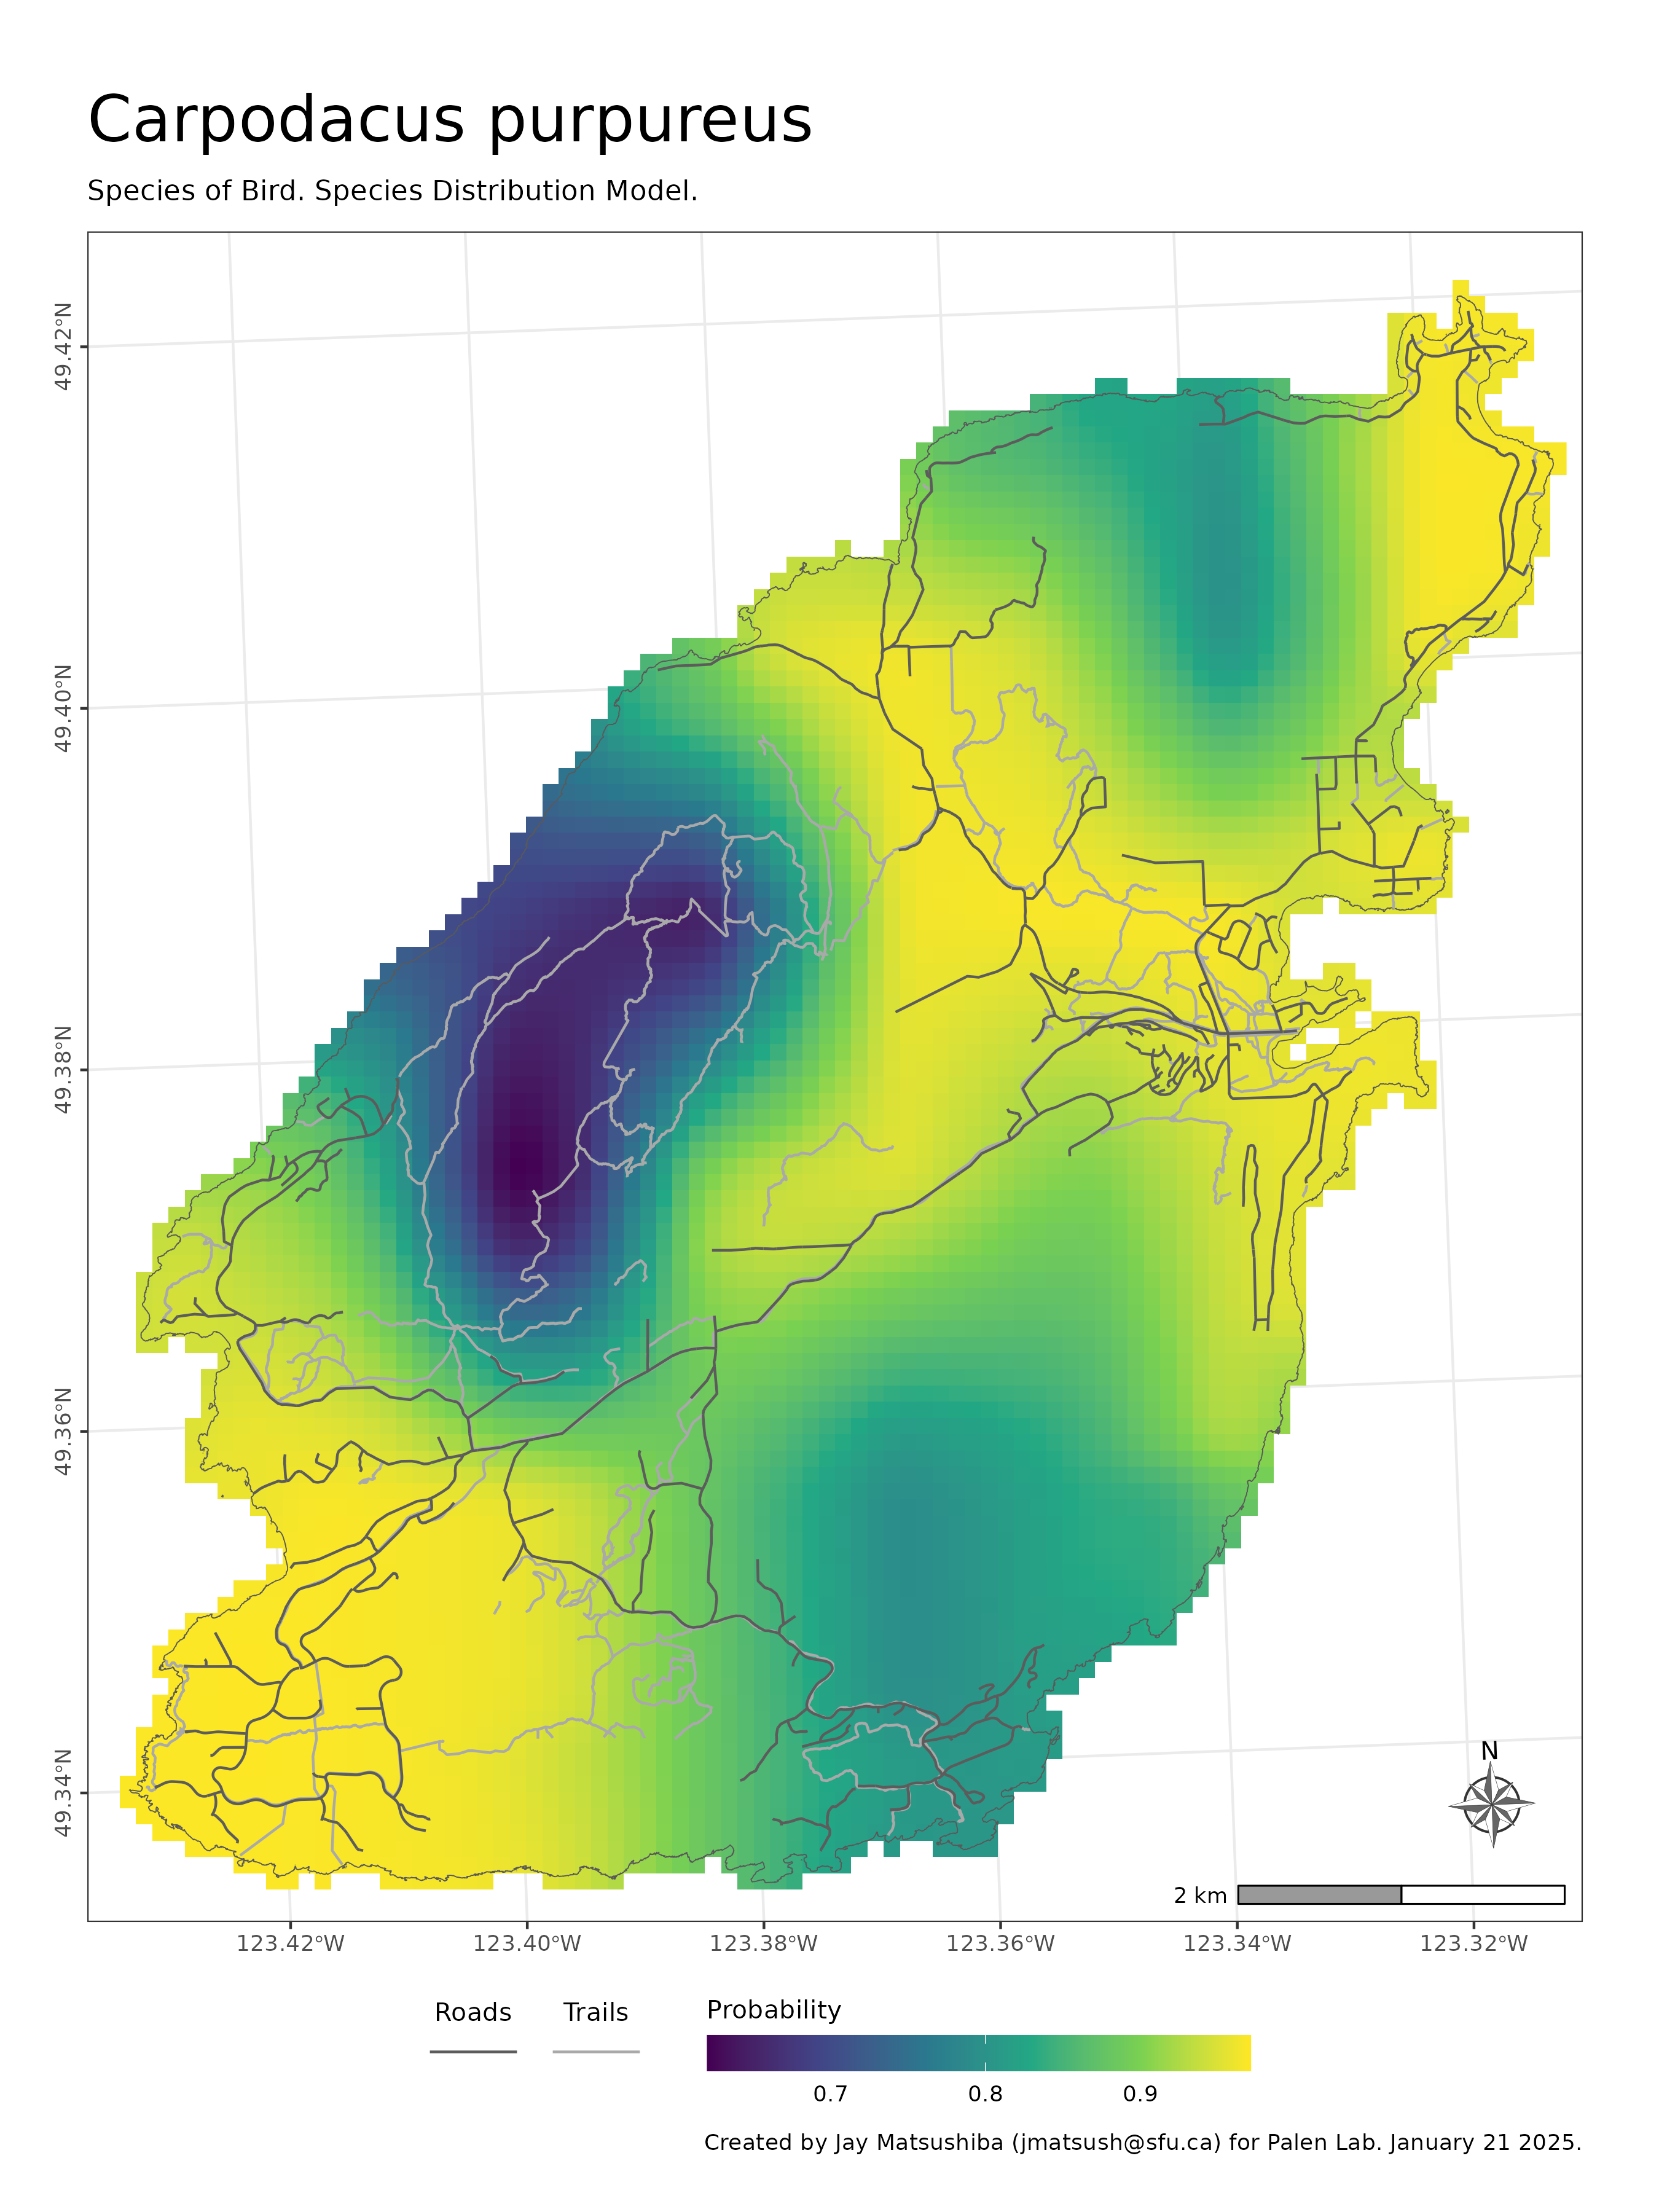 Carpodacus purpureus
Species of Bird. Species Distribution Model.
49.42°N
49.40°N
49.38°N
49.36°N
49.34°N
N
2 km
123.42°W 123.40°W 123.38°W 123.36°W 123.34°W 123.32°W
Roads Trails Probability
0.7 0.8 0.9
Created by Jay Matsushiba (jmatsush@sfu.ca) for Palen Lab. January 21 2025.